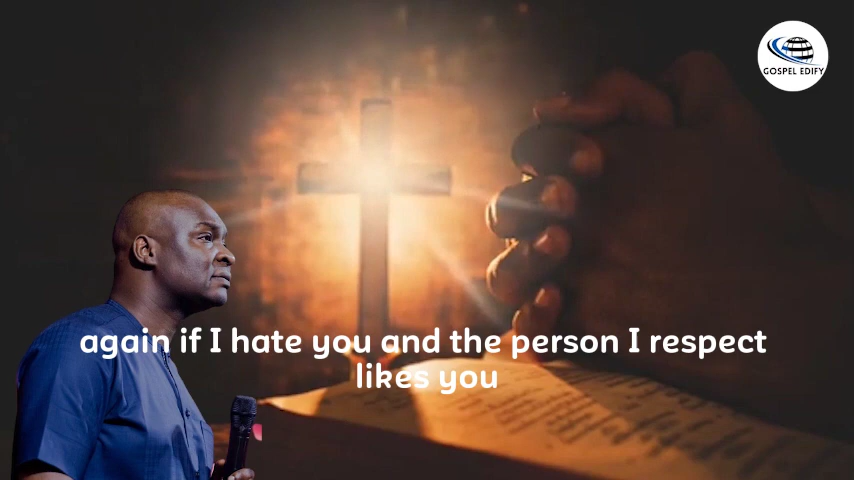 GOSPEL EDIFY
again if I hate you and the person I respect
likes you